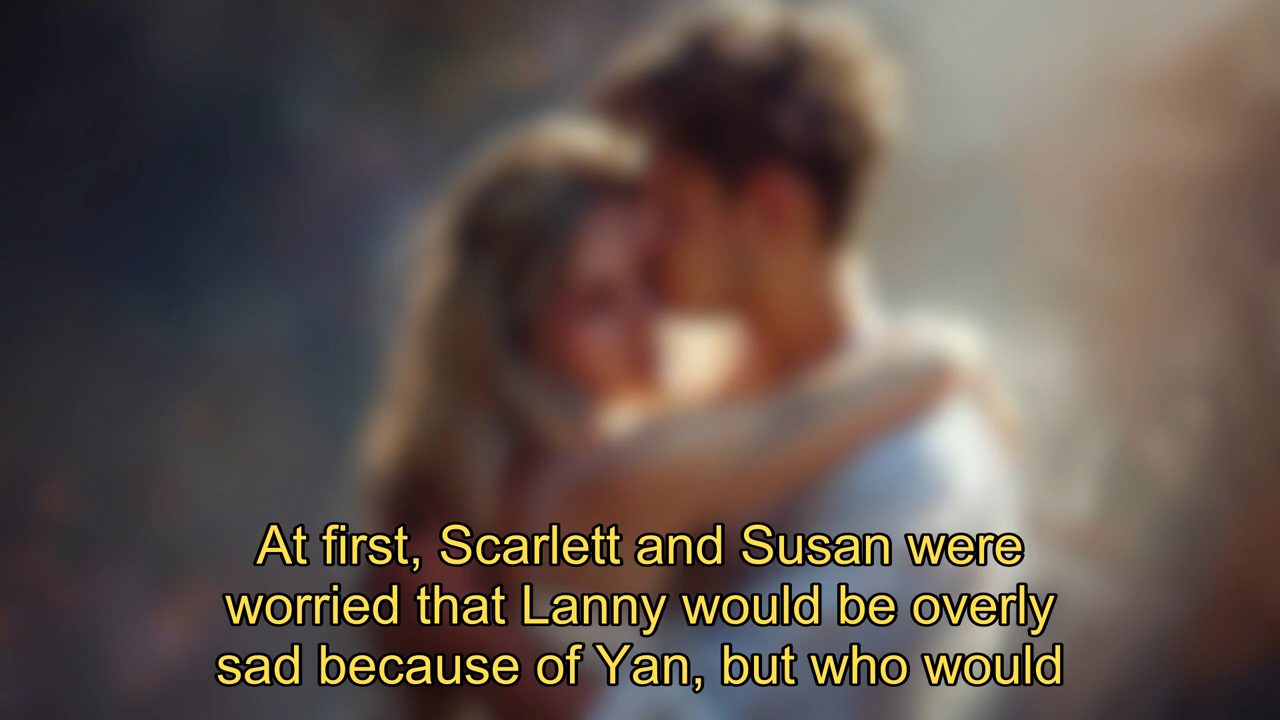 At first, Scarlett and Susan were
worried that Lanny would be overly
sad because of Yan, but who would